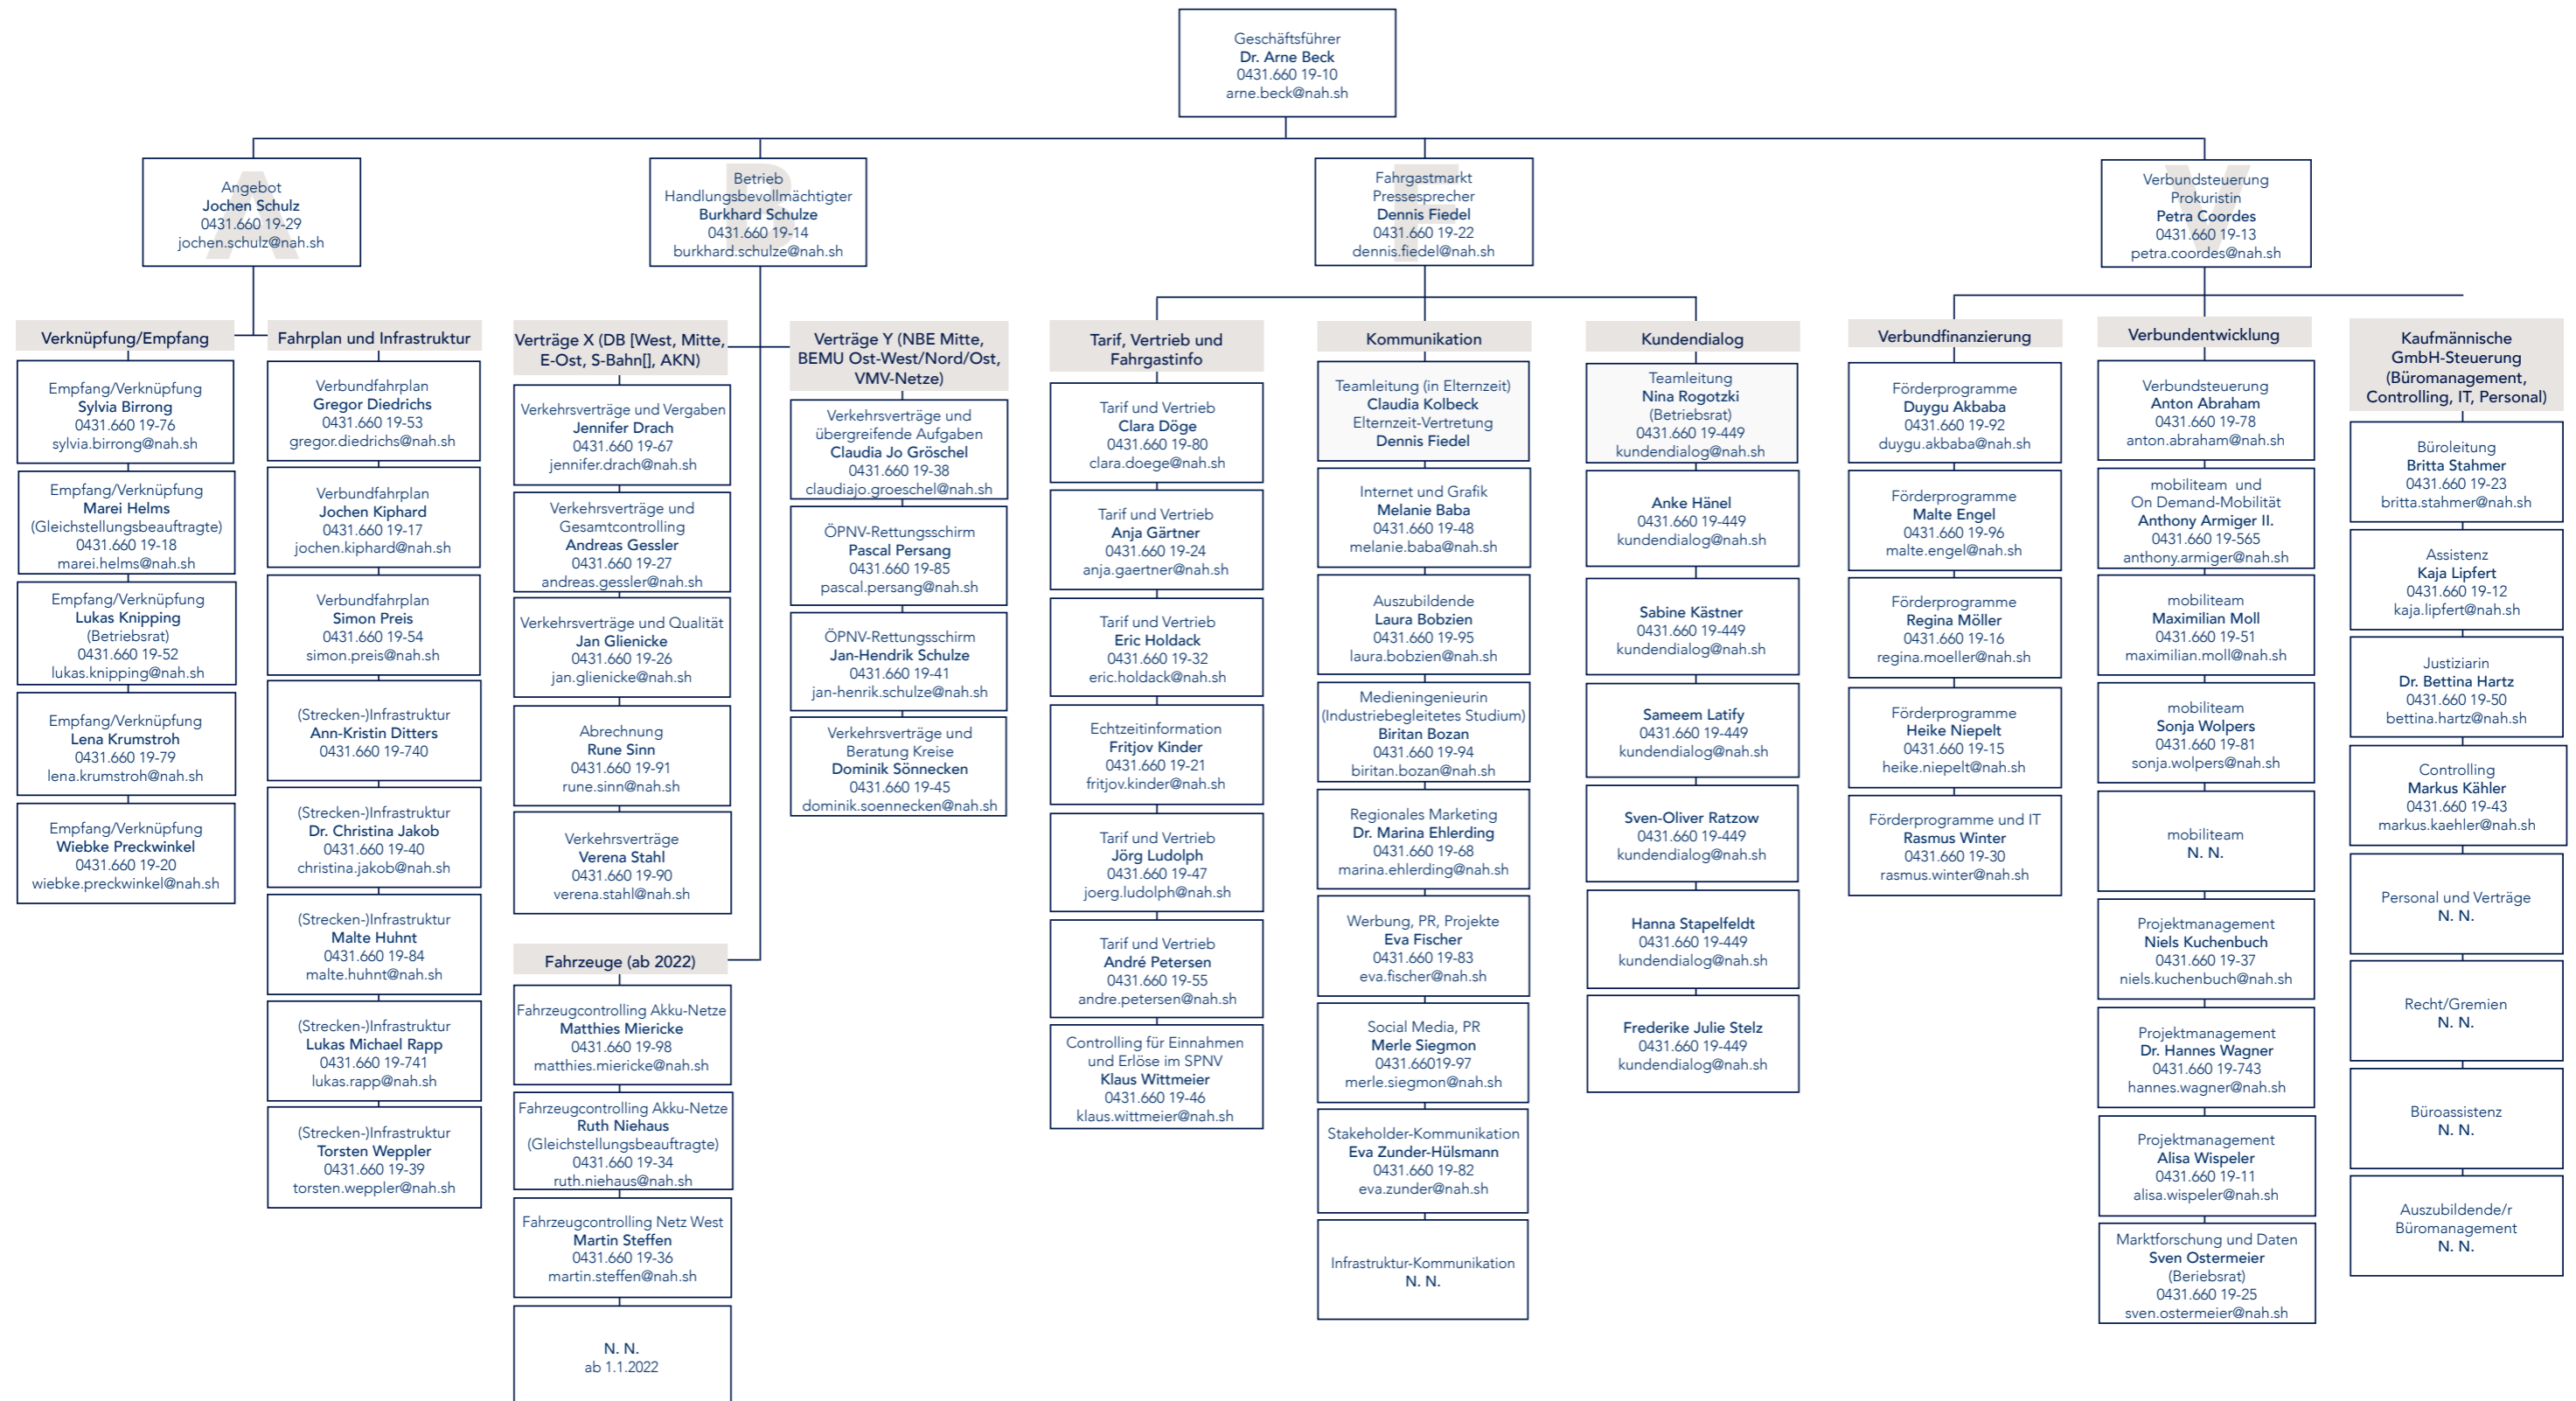 Geschäftsführer
Dr. Arne Beck
0431.660 19-10
arne.beck@nah.sh
A
Angebot
Jochen Schulz
0431.660 19-29
jochen.schulz@nah.sh
B
Betrieb
Handlungsbevollmächtigter
Burkhard Schulze
0431.660 19-14
burkhard.schulze@nah.sh
F
Fahrgastmarkt
Pressesprecher
Dennis Fiedel
0431.660 19-22
dennis.fiedel@nah.sh
V
Verbundsteuerung
Prokuristin
Petra Coordes
0431.660 19-13
petra.coordes@nah.sh
Verknüpfung/Empfang
Empfang/Verknüpfung
Sylvia Birrong
0431.660 19-76
sylvia.birrong@nah.sh
Empfang/Verknüpfung
Marei Helms
(Gleichstellungsbeauftragte)
0431.660 19-18
marei.helms@nah.sh
Empfang/Verknüpfung
Lukas Knipping
(Betriebsrat)
0431.660 19-52
lukas.knipping@nah.sh
Empfang/Verknüpfung
Lena Krumstroh
0431.660 19-79
lena.krumstroh@nah.sh
Empfang/Verknüpfung
Wiebke Preckwinkel
0431.660 19-20
wiebke.preckwinkel@nah.sh
Fahrplan und Infrastruktur
Verbundfahrplan
Gregor Diedrichs
0431.660 19-53
gregor.diedrichs@nah.sh
Verbundfahrplan
Jochen Kiphard
0431.660 19-17
jochen.kiphard@nah.sh
Verbundfahrplan
Simon Preis
0431.660 19-54
simon.preis@nah.sh
(Strecken-)Infrastruktur
Ann-Kristin Ditters
0431.660 19-740
(Strecken-)Infrastruktur
Dr. Christina Jakob
0431.660 19-40
christina.jakob@nah.sh
(Strecken-)Infrastruktur
Malte Huhnt
0431.660 19-84
malte.huhnt@nah.sh
(Strecken-)Infrastruktur
Lukas Michael Rapp
0431.660 19-741
lukas.rapp@nah.sh
(Strecken-)Infrastruktur
Torsten Weppler
0431.660 19-39
torsten.weppler@nah.sh
Verträge X (DB [West, Mitte,
E-Ost, S-Bahn[], AKN)
Verkehrsverträge und Vergaben
Jennifer Drach
0431.660 19-67
jennifer.drach@nah.sh
Verkehrsverträge und
Gesamtcontrolling
Andreas Gessler
0431.660 19-27
andreas.gessler@nah.sh
Verkehrsverträge und Qualität
Jan Glienicke
0431.660 19-26
jan.glienicke@nah.sh
Abrechnung
Rune Sinn
0431.660 19-91
rune.sinn@nah.sh
Verkehrsverträge
Verena Stahl
0431.660 19-90
verena.stahl@nah.sh
Fahrzeuge (ab 2022)
Fahrzeugcontrolling Akku-Netze
Matthies Miericke
0431.660 19-98
matthies.miericke@nah.sh
Fahrzeugcontrolling Akku-Netze
Ruth Niehaus
(Gleichstellungsbeauftragte)
0431.660 19-34
ruth.niehaus@nah.sh
Fahrzeugcontrolling Netz West
Martin Steffen
0431.660 19-36
martin.steffen@nah.sh
N. N.
ab 1.1.2022
Verträge Y (NBE Mitte,
BEMU Ost-West/Nord/Ost,
VMV-Netze)
Verkehrsverträge und
übergreifende Aufgaben
Claudia Jo Gröschel
0431.660 19-38
claudiajo.groeschel@nah.sh
ÖPNV-Rettungsschirm
Pascal Persang
0431.660 19-85
pascal.persang@nah.sh
ÖPNV-Rettungsschirm
Jan-Hendrik Schulze
0431.660 19-41
jan-henrik.schulze@nah.sh
Verkehrsverträge und
Beratung Kreise
Dominik Sönnecken
0431.660 19-45
dominik.soennecken@nah.sh
Tarif, Vertrieb und
Fahrgastinfo
Tarif und Vertrieb
Clara Döge
0431.660 19-80
clara.doege@nah.sh
Tarif und Vertrieb
Anja Gärtner
0431.660 19-24
anja.gaertner@nah.sh
Tarif und Vertrieb
Eric Holdack
0431.660 19-32
eric.holdack@nah.sh
Echtzeitinformation
Fritjov Kinder
0431.660 19-21
fritjov.kinder@nah.sh
Tarif und Vertrieb
Jörg Ludolph
0431.660 19-47
joerg.ludolph@nah.sh
Tarif und Vertrieb
André Petersen
0431.660 19-55
andre.petersen@nah.sh
Controlling für Einnahmen
und Erlöse im SPNV
Klaus Wittmeier
0431.660 19-46
klaus.wittmeier@nah.sh
Kommunikation
Teamleitung (in Elternzeit)
Claudia Kolbeck
Elternzeit-Vertretung
Dennis Fiedel
Internet und Grafik
Melanie Baba
0431.660 19-48
melanie.baba@nah.sh
Auszubildende
Laura Bobzien
0431.660 19-95
laura.bobzien@nah.sh
Medieningenieurin
(Industriebegleitetes Studium)
Biritan Bozan
0431.660 19-94
biritan.bozan@nah.sh
Regionales Marketing
Dr. Marina Ehlerding
0431.660 19-68
marina.ehlerding@nah.sh
Werbung, PR, Projekte
Eva Fischer
0431.660 19-83
eva.fischer@nah.sh
Social Media, PR
Merle Siegmon
0431.66019-97
merle.siegmon@nah.sh
Stakeholder-Kommunikation
Eva Zunder-Hülsmann
0431.660 19-82
eva.zunder@nah.sh
Infrastruktur-Kommunikation
N. N.
Kundendialog
Teamleitung
Nina Rogotzki
(Betriebsrat)
0431.660 19-449
kundendialog@nah.sh
Anke Hänel
0431.660 19-449
kundendialog@nah.sh
Sabine Kästner
0431.660 19-449
kundendialog@nah.sh
Sameem Latify
0431.660 19-449
kundendialog@nah.sh
Sven-Oliver Ratzow
0431.660 19-449
kundendialog@nah.sh
Hanna Stapelfeldt
0431.660 19-449
kundendialog@nah.sh
Frederike Julie Stelz
0431.660 19-449
kundendialog@nah.sh
Verbundfinanzierung
Förderprogramme
Duygu Akbaba
0431.660 19-92
duygu.akbaba@nah.sh
Förderprogramme
Malte Engel
0431.660 19-96
malte.engel@nah.sh
Förderprogramme
Regina Möller
0431.660 19-16
regina.moeller@nah.sh
Förderprogramme
Heike Niepelt
0431.660 19-15
heike.niepelt@nah.sh
Förderprogramme und IT
Rasmus Winter
0431.660 19-30
rasmus.winter@nah.sh
Verbundentwicklung
Verbundsteuerung
Anton Abraham
0431.660 19-78
anton.abraham@nah.sh
mobiliteam und
On Demand-Mobilität
Anthony Armiger II.
0431.660 19-565
anthony.armiger@nah.sh
mobiliteam
Maximilian Moll
0431.660 19-51
maximilian.moll@nah.sh
mobiliteam
Sonja Wolpers
0431.660 19-81
sonja.wolpers@nah.sh
mobiliteam
N. N.
Projektmanagement
Niels Kuchenbuch
0431.660 19-37
niels.kuchenbuch@nah.sh
Projektmanagement
Dr. Hannes Wagner
0431.660 19-743
hannes.wagner@nah.sh
Projektmanagement
Alisa Wispeler
0431.660 19-11
alisa.wispeler@nah.sh
Marktforschung und Daten
Sven Ostermeier
(Beriebsrat)
0431.660 19-25
sven.ostermeier@nah.sh
Kaufmännische
GmbH-Steuerung
(Büromanagement,
Controlling, IT, Personal)
Büroleitung
Britta Stahmer
0431.660 19-23
britta.stahmer@nah.sh
Assistenz
Kaja Lipfert
0431.660 19-12
kaja.lipfert@nah.sh
Justiziarin
Dr. Bettina Hartz
0431.660 19-50
bettina.hartz@nah.sh
Controlling
Markus Kähler
0431.660 19-43
markus.kaehler@nah.sh
Personal und Verträge
N. N.
Recht/Gremien
N. N.
Büroassistenz
N. N.
Auszubildende/r
Büromanagement
N. N.